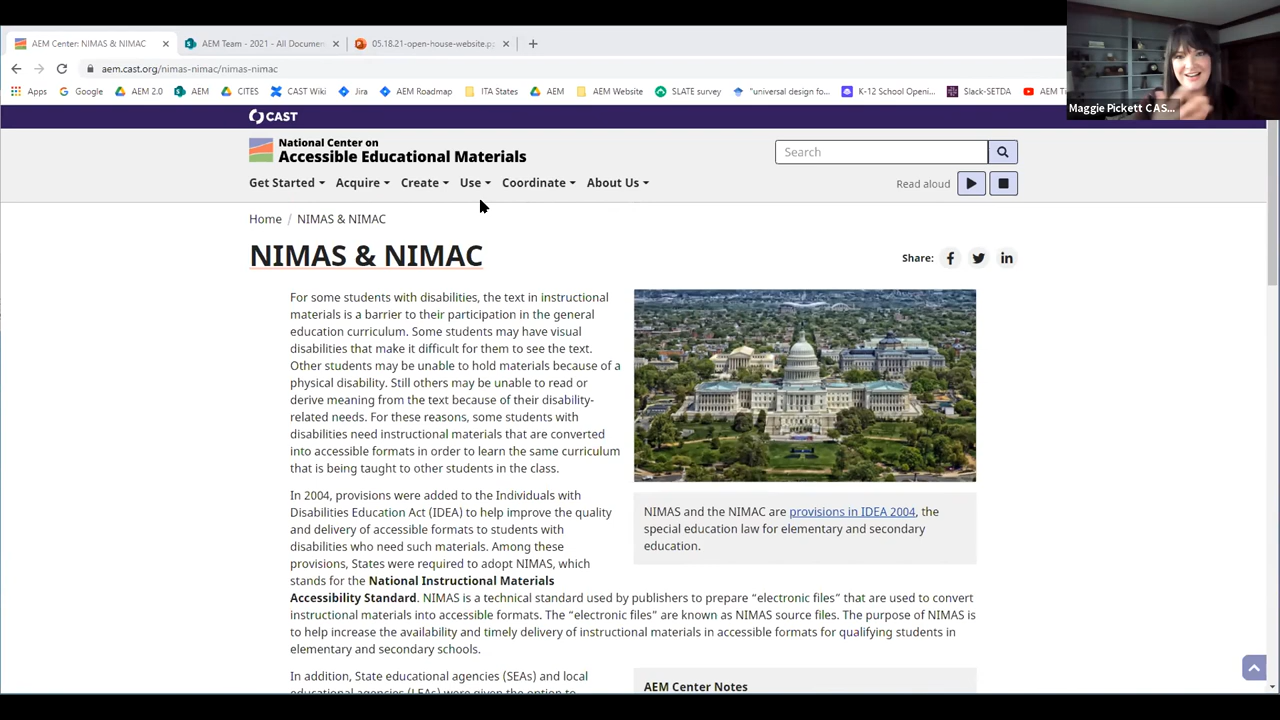 AEM Center: NIMAS & NIMAC
AEM Team - 2021 - All Documen
05.18.21-open-house-website.p
aem.cast.org/nimas-nimac/nimas-nimac
Apps
Google
AEM 2.0
AEM
CITES
CAST Wiki
Jira
AEM Roadmap
ITA States
AEM
AEM Website
SLATE survey
"universal design fo...
K-12 School Openi...
Slack-SETDA
AEM Ti
Maggie Pickett CAS...
CAST
National Center on
Accessible Educational Materials
Search
Get Started
Acquire
Create
Use
Coordinate
About Us
Read aloud
Home / NIMAS & NIMAC
NIMAS & NIMAC
Share:
For some students with disabilities, the text in instructional
materials is a barrier to their participation in the general
education curriculum. Some students may have visual
disabilities that make it difficult for them to see the text.
Other students may be unable to hold materials because of a
physical disability. Still others may be unable to read or
derive meaning from the text because of their disability-
related needs. For these reasons, some students with
disabilities need instructional materials that are converted
into accessible formats in order to learn the same curriculum
that is being taught to other students in the class.
NIMAS and the NIMAC are provisions in IDEA 2004, the
special education law for elementary and secondary
education.
In 2004, provisions were added to the Individuals with
Disabilities Education Act (IDEA) to help improve the quality
and delivery of accessible formats to students with
disabilities who need such materials. Among these
provisions, States were required to adopt NIMAS, which
stands for the National Instructional Materials
Accessibility Standard. NIMAS is a technical standard used by publishers to prepare “electronic files” that are used to convert
instructional materials into accessible formats. The “electronic files” are known as NIMAS source files. The purpose of NIMAS is
to help increase the availability and timely delivery of instructional materials in accessible formats for qualifying students in
elementary and secondary schools.
In addition, State educational agencies (SEAs) and local
educational agencies (LEAs) were given the option to
AEM Center Notes